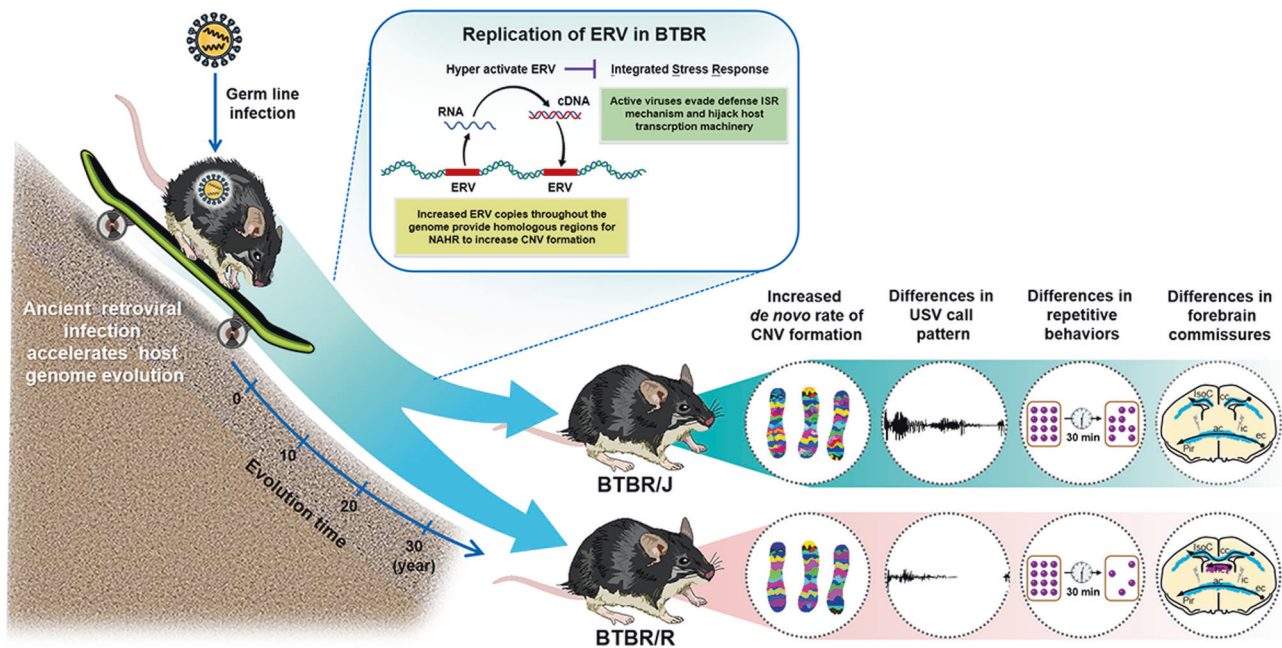 Germ line
infection
Replication of ERV in BTBR
Hyper activate ERV
Integrated Stress Response
RNA
cDNA
Active viruses evade defense ISR
mechanism and hijack host
transcrption machinery
ERV
ERV
Increased ERV copies throughout the
genome provide homologous regions for
NAHR to increase CNV formation
Ancient retroviral
infection
accelerates host
genome evolution
0
10
20
30
(year)
Evolution time
Increased
de novo rate of
CNV formation
Differences in
USV call
pattern
Differences in
repetitive
behaviors
Differences in
forebrain
commissures
BTBR/J
30 min
IsoC
cc
ac
ic
ec
Pir
BTBR/R
30 min
IsoC
cc
ac
ic
ec
Pir